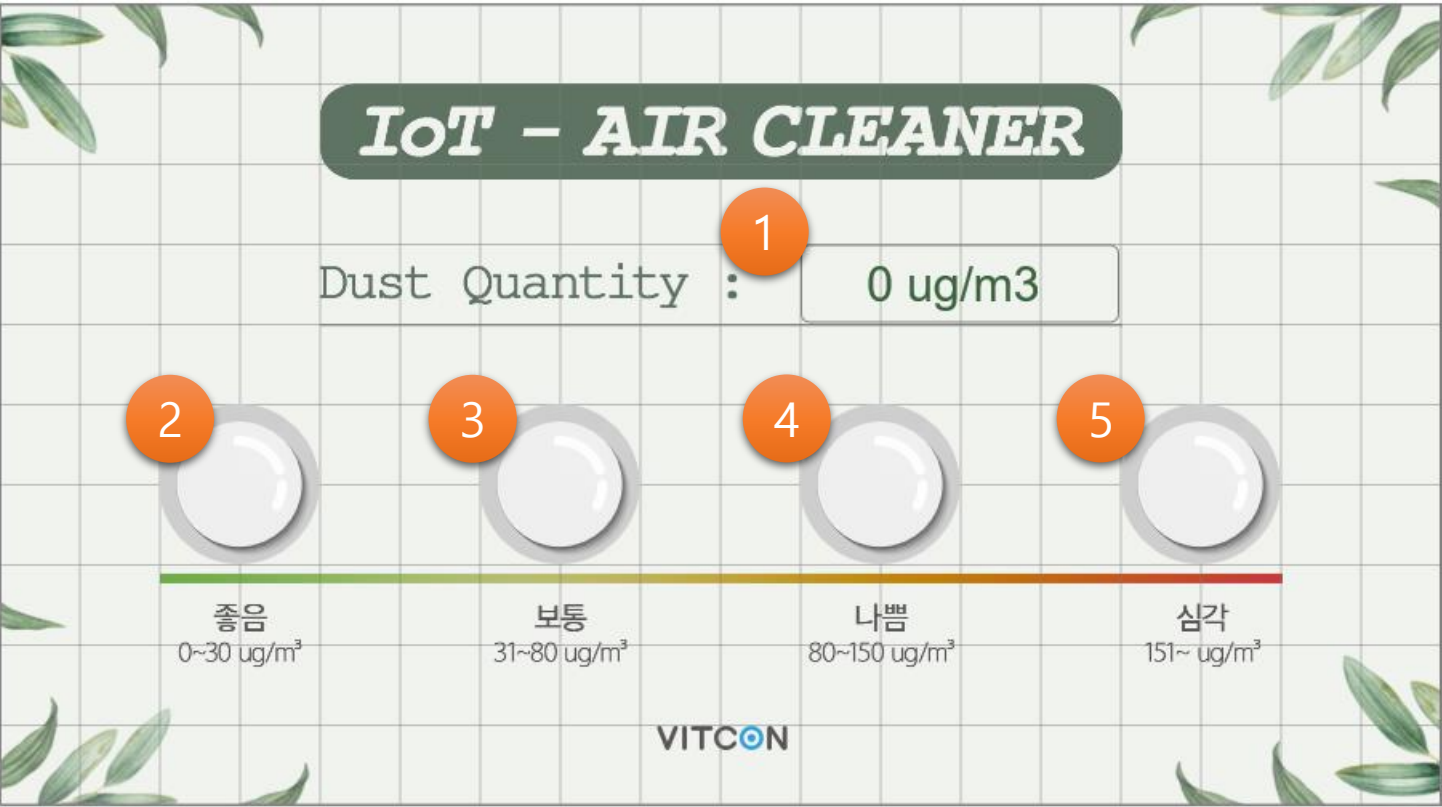 IoT - AIR CLEANER
1
Dust Quantity : 0 ug/m3
2 3 4 5
좋음 보통 나쁨 심각
0~30 ug/m³ 31~80 ug/m³ 80~150 ug/m³ 151~ ug/m³
VITCON